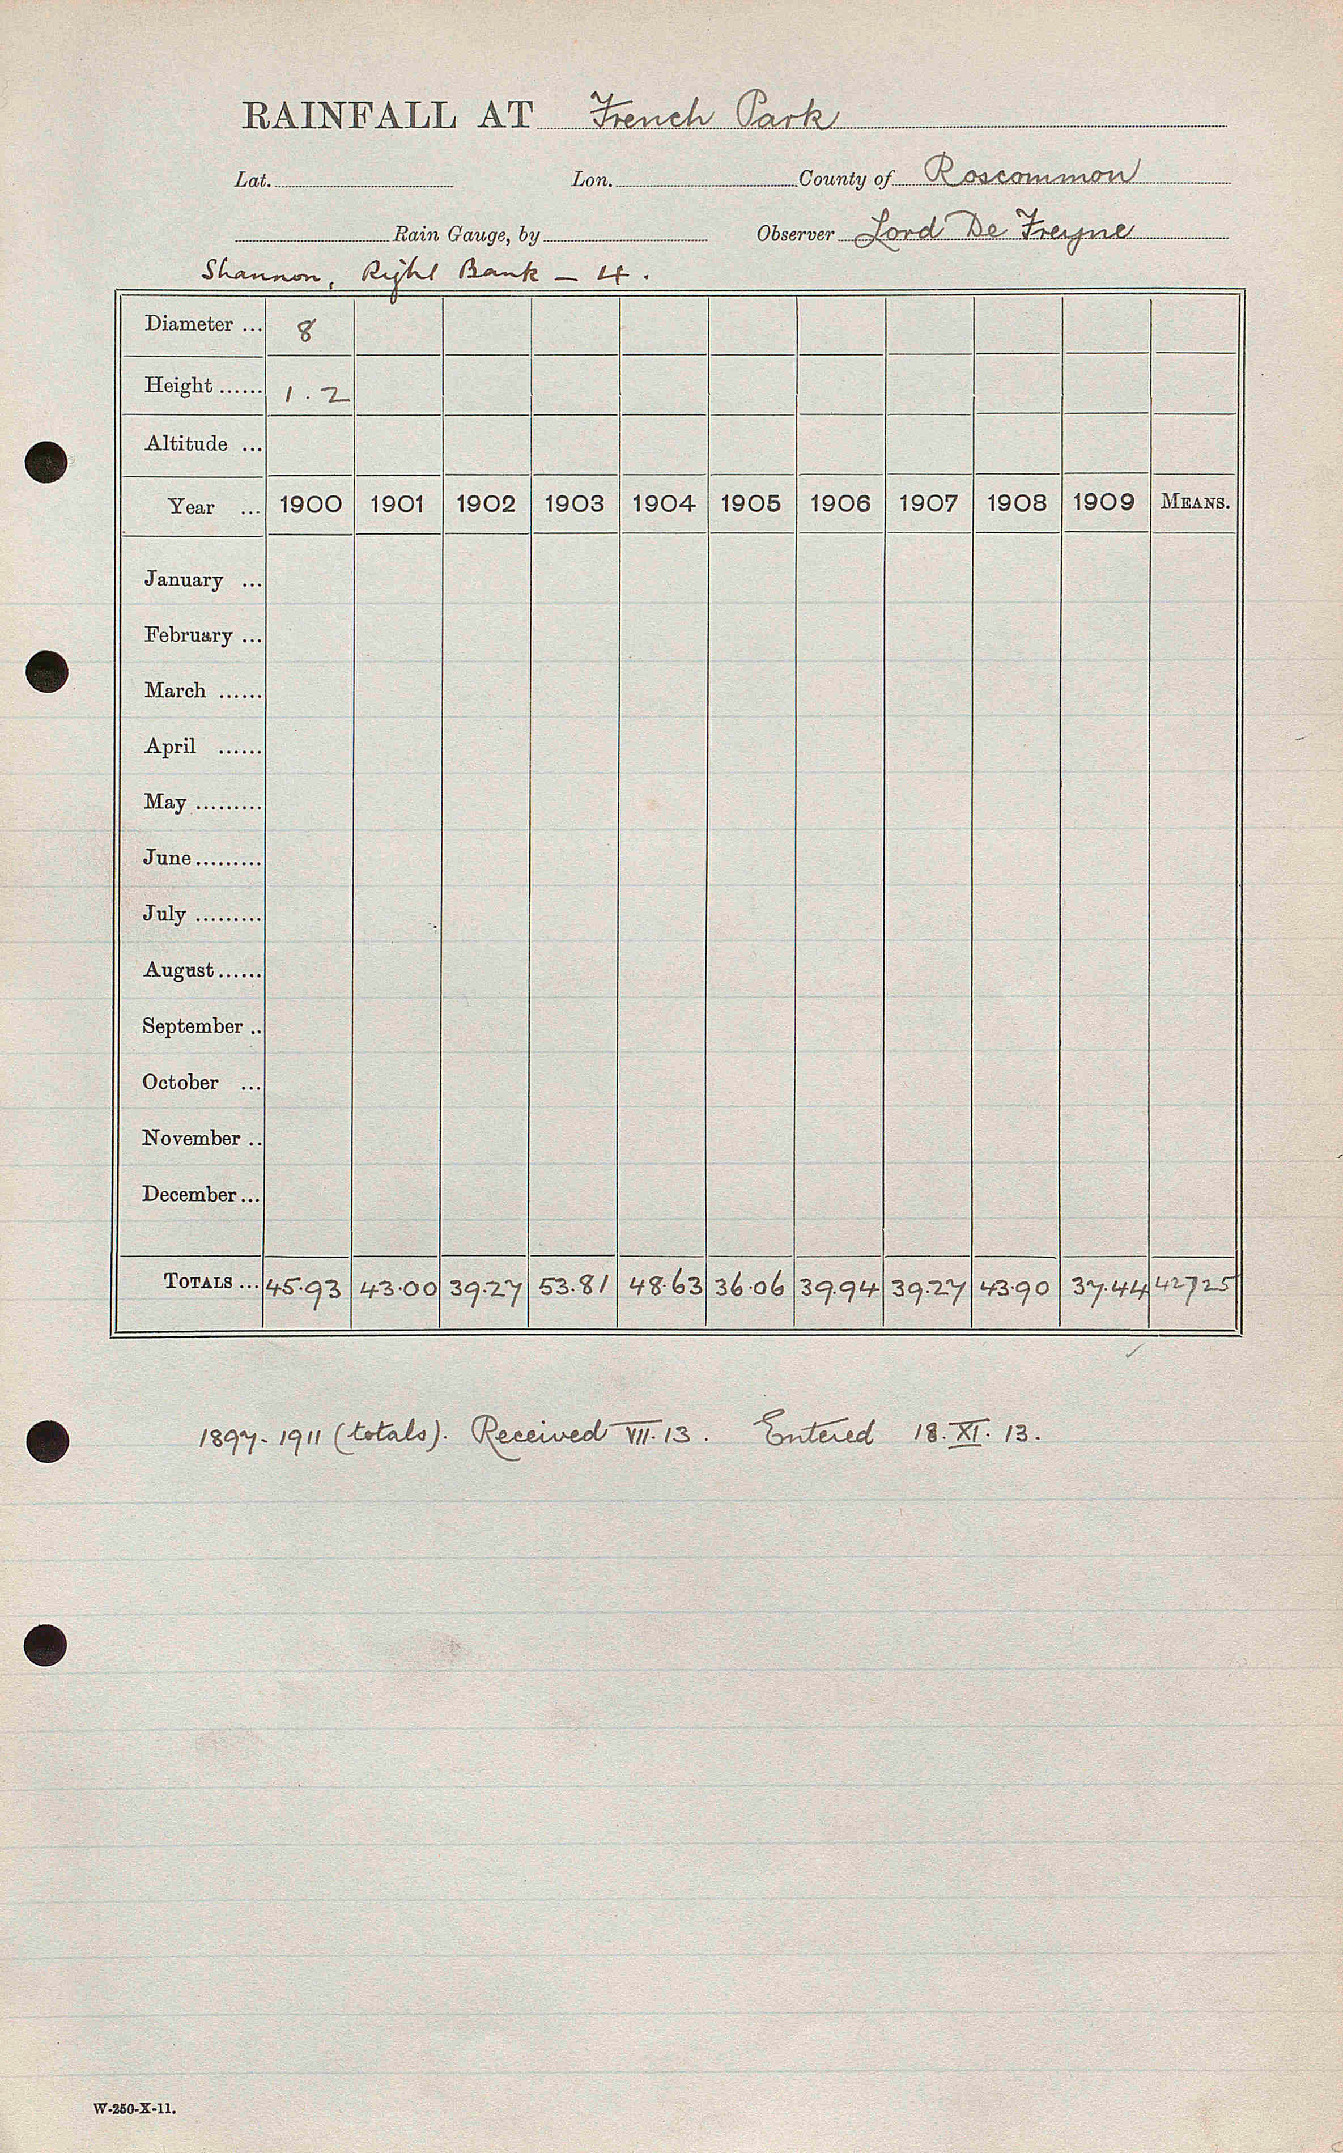 RAINFALL AT French Park
Lat. Lon. County of Roscommon
Rain Gauge, by Observer Lord De Freyne
Shannon, Right Bank – 4.
Diameter ... 8
Height ...... 1.2
Altitude ...
Year ... 1900 1901 1902 1903 1904 1905 1906 1907 1908 1909 MEANS.
January ...
February ...
March ......
April ......
May .........
June .........
July .........
August ......
September ..
October ...
November ..
December ...
TOTALS ... 45.93 43.00 39.27 53.81 48.63 36.06 39.94 39.27 43.90 37.44 42725
1897-1911 (totals). Received VII.13. Entered 18.XI.13.
W-250-X-11.